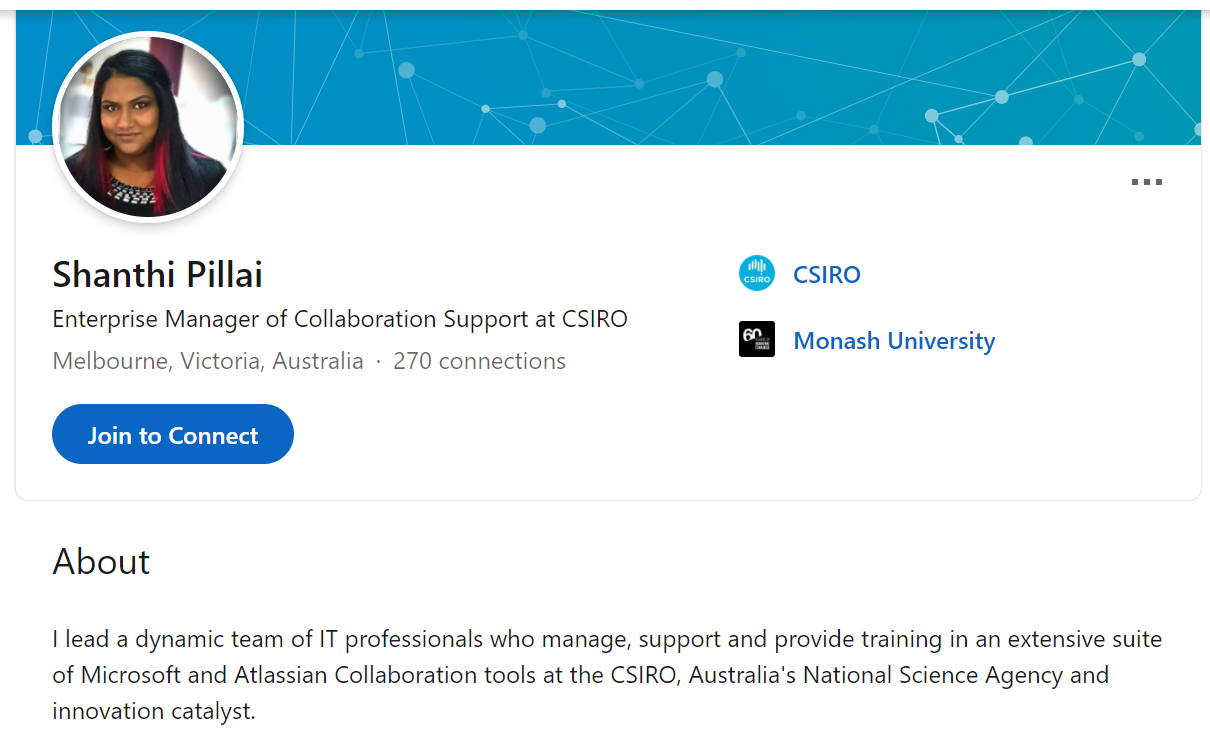 Shanthi Pillai
Enterprise Manager of Collaboration Support at CSIRO
Melbourne, Victoria, Australia · 270 connections
Join to Connect
CSIRO
CSIRO
60
Monash University
About
I lead a dynamic team of IT professionals who manage, support and provide training in an extensive suite
of Microsoft and Atlassian Collaboration tools at the CSIRO, Australia's National Science Agency and
innovation catalyst.